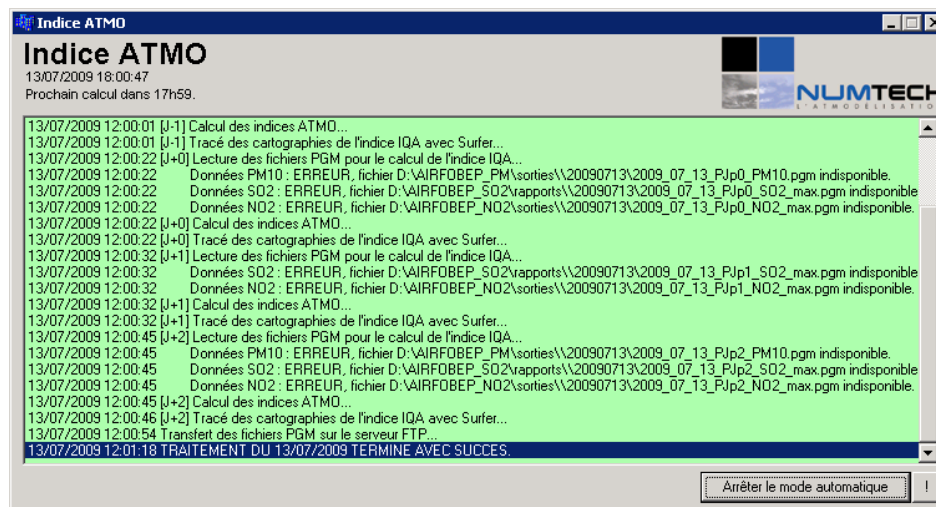 Indice ATMO
Indice ATMO
13/07/2009 18:00:47
Prochain calcul dans 17h59.
NUMTECH
L'ATMODÉLISATIO
13/07/2009 12:00:01 [J-1] Calcul des indices ATMO...
13/07/2009 12:00:01 [J-1] Tracé des cartographies de l'indice IQA avec Surfer...
13/07/2009 12:00:22 [J+0] Lecture des fichiers PGM pour le calcul de l'indice IQA...
13/07/2009 12:00:22 Données PM10 : ERREUR, fichier D:\AIRFOBEP_PM\sorties\\20090713\2009_07_13_PJp0_PM10.pgm indisponible.
13/07/2009 12:00:22 Données SO2 : ERREUR, fichier D:\AIRFOBEP_SO2\rapports\\20090713\2009_07_13_PJp0_SO2_max.pgm indisponible
13/07/2009 12:00:22 Données NO2 : ERREUR, fichier D:\AIRFOBEP_NO2\sorties\\20090713\2009_07_13_PJp0_NO2_max.pgm indisponible.
13/07/2009 12:00:22 [J+0] Calcul des indices ATMO...
13/07/2009 12:00:22 [J+0] Tracé des cartographies de l'indice IQA avec Surfer...
13/07/2009 12:00:32 [J+1] Lecture des fichiers PGM pour le calcul de l'indice IQA...
13/07/2009 12:00:32 Données SO2 : ERREUR, fichier D:\AIRFOBEP_SO2\rapports\\20090713\2009_07_13_PJp1_SO2_max.pgm indisponible
13/07/2009 12:00:32 Données NO2 : ERREUR, fichier D:\AIRFOBEP_NO2\sorties\\20090713\2009_07_13_PJp1_NO2_max.pgm indisponible.
13/07/2009 12:00:32 [J+1] Calcul des indices ATMO...
13/07/2009 12:00:32 [J+1] Tracé des cartographies de l'indice IQA avec Surfer...
13/07/2009 12:00:45 [J+2] Lecture des fichiers PGM pour le calcul de l'indice IQA...
13/07/2009 12:00:45 Données PM10 : ERREUR, fichier D:\AIRFOBEP_PM\sorties\\20090713\2009_07_13_PJp2_PM10.pgm indisponible.
13/07/2009 12:00:45 Données SO2 : ERREUR, fichier D:\AIRFOBEP_SO2\rapports\\20090713\2009_07_13_PJp2_SO2_max.pgm indisponible
13/07/2009 12:00:45 Données NO2 : ERREUR, fichier D:\AIRFOBEP_NO2\sorties\\20090713\2009_07_13_PJp2_NO2_max.pgm indisponible.
13/07/2009 12:00:45 [J+2] Calcul des indices ATMO...
13/07/2009 12:00:46 [J+2] Tracé des cartographies de l'indice IQA avec Surfer...
13/07/2009 12:00:54 Transfert des fichiers PGM sur le serveur FTP...
13/07/2009 12:01:18 TRAITEMENT DU 13/07/2009 TERMINE AVEC SUCCES.
Arrêter le mode automatique !